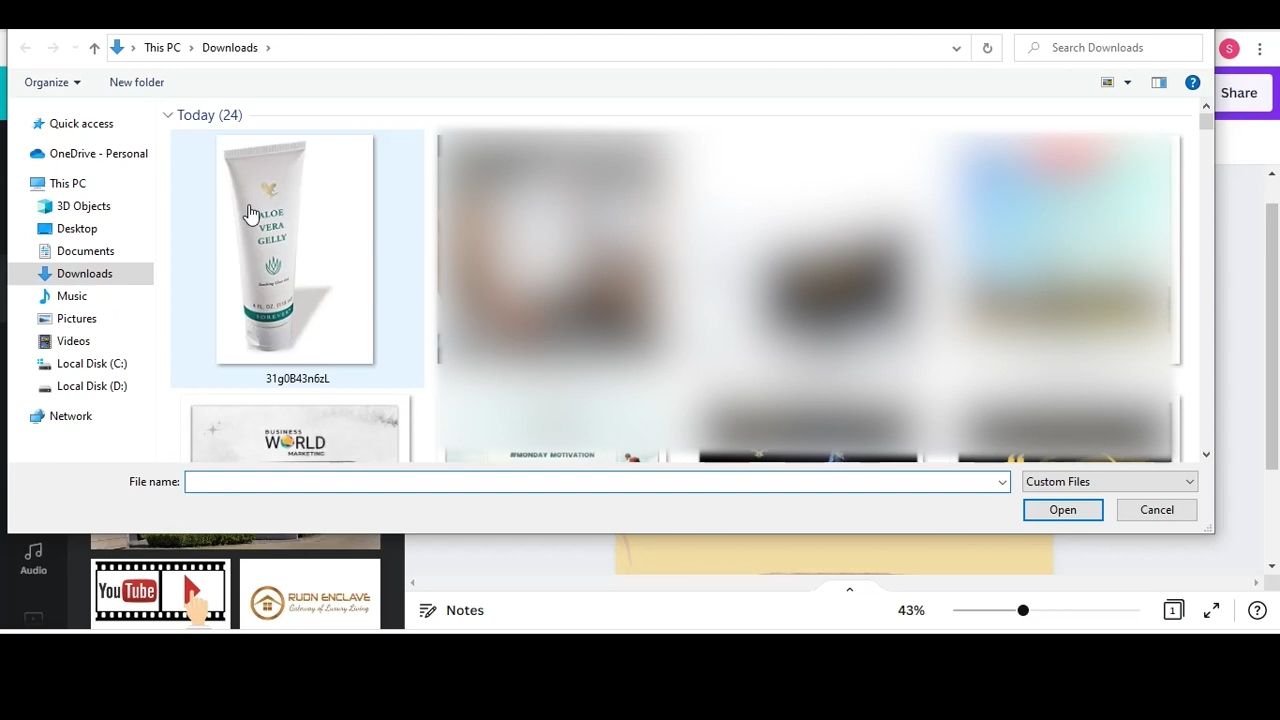 This PC
Downloads
Search Downloads
S
Organize
New folder
Share
Today (24)
Quick access
OneDrive - Personal
This PC
3D Objects
Desktop
Documents
Downloads
Music
Pictures
Videos
Local Disk (C:)
Local Disk (D:)
Network
ALOE
VERA
GELLY
FOREVER
31g0B43n6zL
BUSINESS
WORLD
MARKETING
#MONDAY MOTIVATION
File name:
Custom Files
Open
Cancel
Audio
YouTube
RUDN ENCLAVE
Gateway of Luxury Living
Notes
43%
1
?